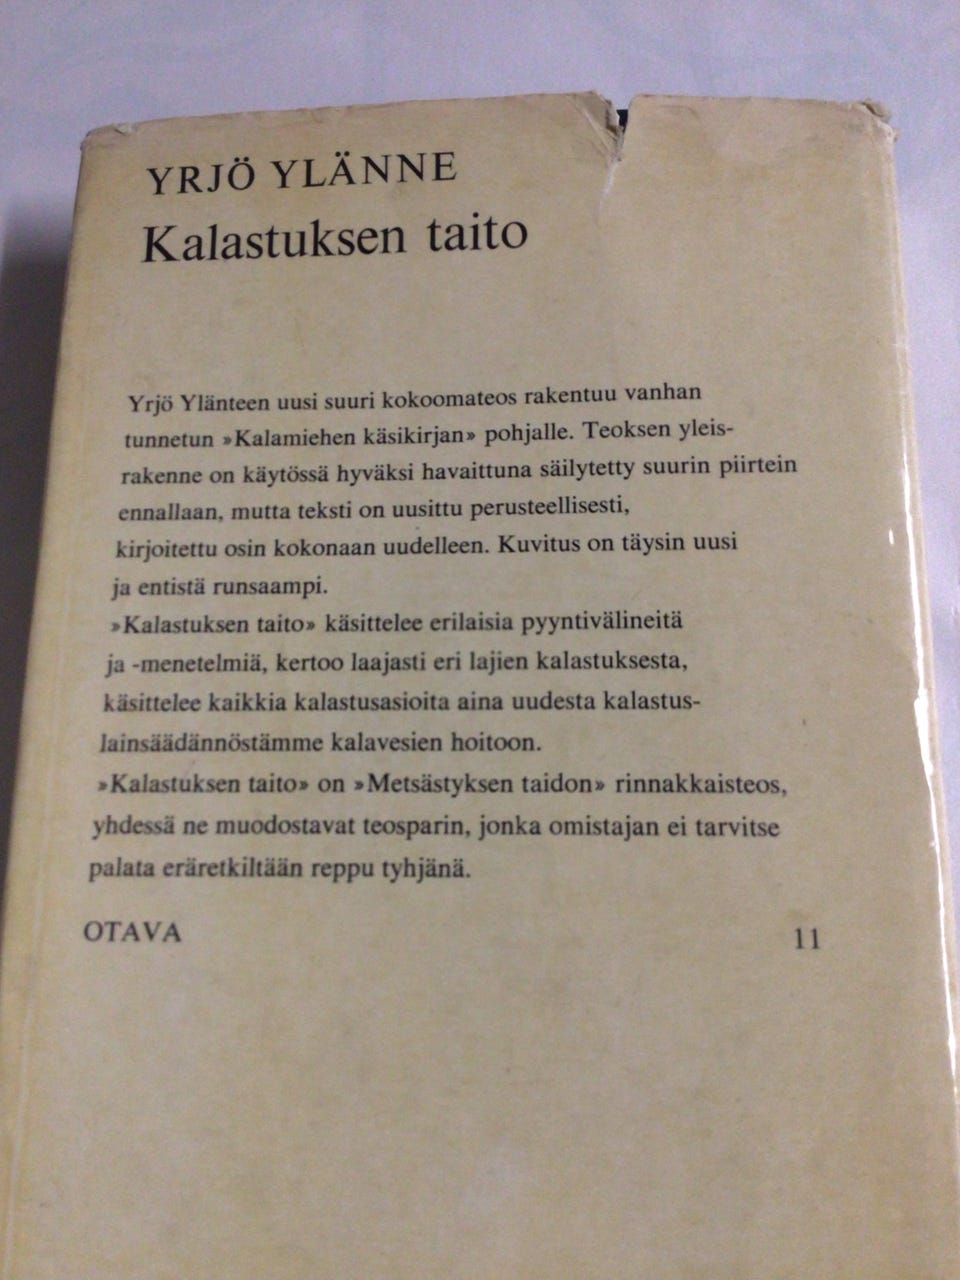 YRJÖ YLÄNNE
Kalastuksen taito
Yrjö Ylänteen uusi suuri kokoomateos rakentuu vanhan
tunnetun »Kalamiehen käsikirjan» pohjalle. Teoksen yleis-
rakenne on käytössä hyväksi havaittuna säilytetty suurin piirtein
ennallaan, mutta teksti on uusittu perusteellisesti,
kirjoitettu osin kokonaan uudelleen. Kuvitus on täysin uusi
ja entistä runsaampi.
»Kalastuksen taito» käsittelee erilaisia pyyntivälineitä
ja -menetelmiä, kertoo laajasti eri lajien kalastuksesta,
käsittelee kaikkia kalastusasioita aina uudesta kalastus-
lainsäädännöstämme kalavesien hoitoon.
»Kalastuksen taito» on »Metsästyksen taidon» rinnakkaisteos,
yhdessä ne muodostavat teosparin, jonka omistajan ei tarvitse
palata eräretkiltään reppu tyhjänä.
OTAVA 11